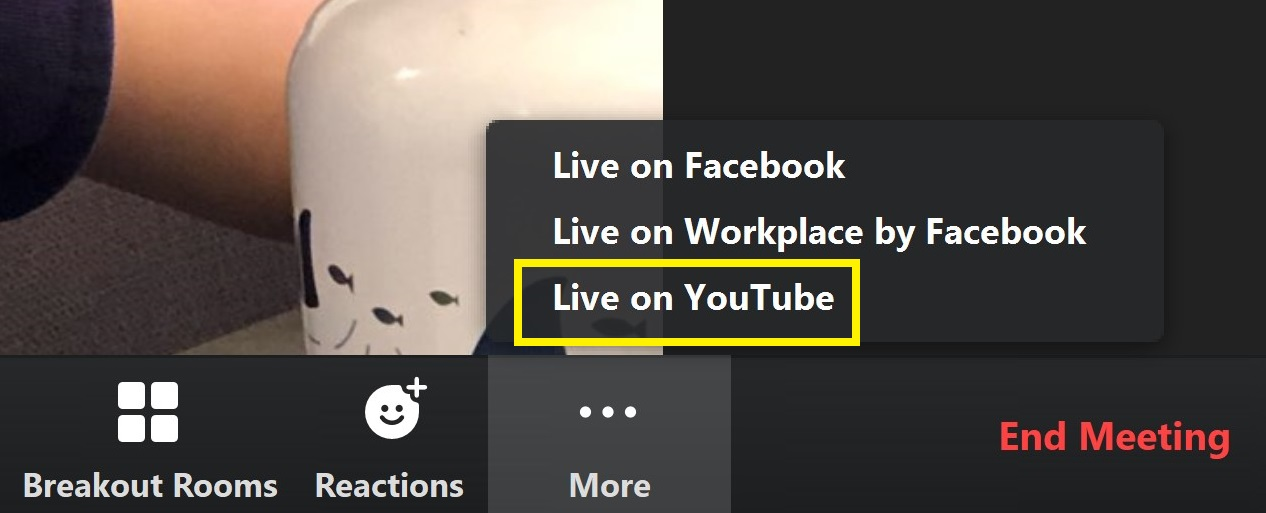 Live on Facebook
Live on Workplace by Facebook
Live on YouTube
Breakout Rooms
Reactions
More
End Meeting